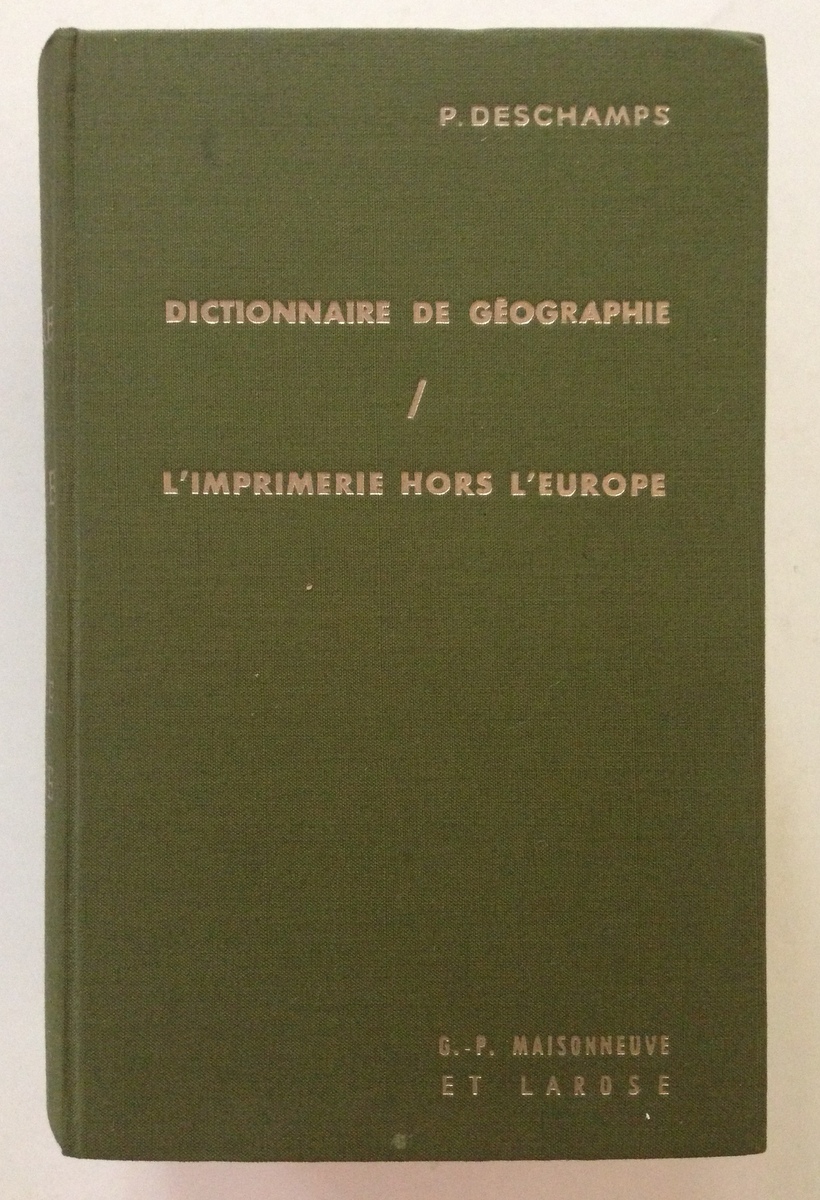 P. DESCHAMPS
DICTIONNAIRE DE GÉOGRAPHIE
/
L'IMPRIMERIE HORS L'EUROPE
G.-P. MAISONNEUVE
ET LAROSE